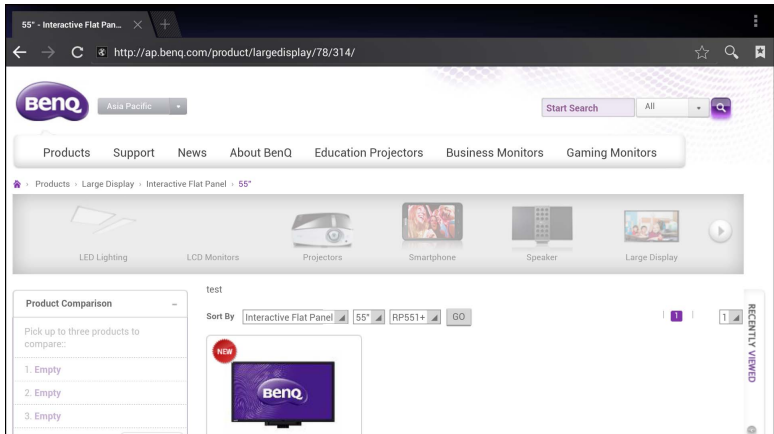 55" - Interactive Flat Pan...
http://ap.benq.com/product/largedisplay/78/314/
BenQ
Asia Pacific
Start Search
All
Products Support News About BenQ Education Projectors Business Monitors Gaming Monitors
Products › Large Display › Interactive Flat Panel › 55"
LED Lighting LCD Monitors Projectors Smartphone Speaker Large Display
test
Product Comparison
Sort By Interactive Flat Panel 55" RP551+ GO 1 1
Pick up to three products to
compare::
1. Empty
2. Empty
3. Empty
NEW
BenQ
RECENTLY VIEWED